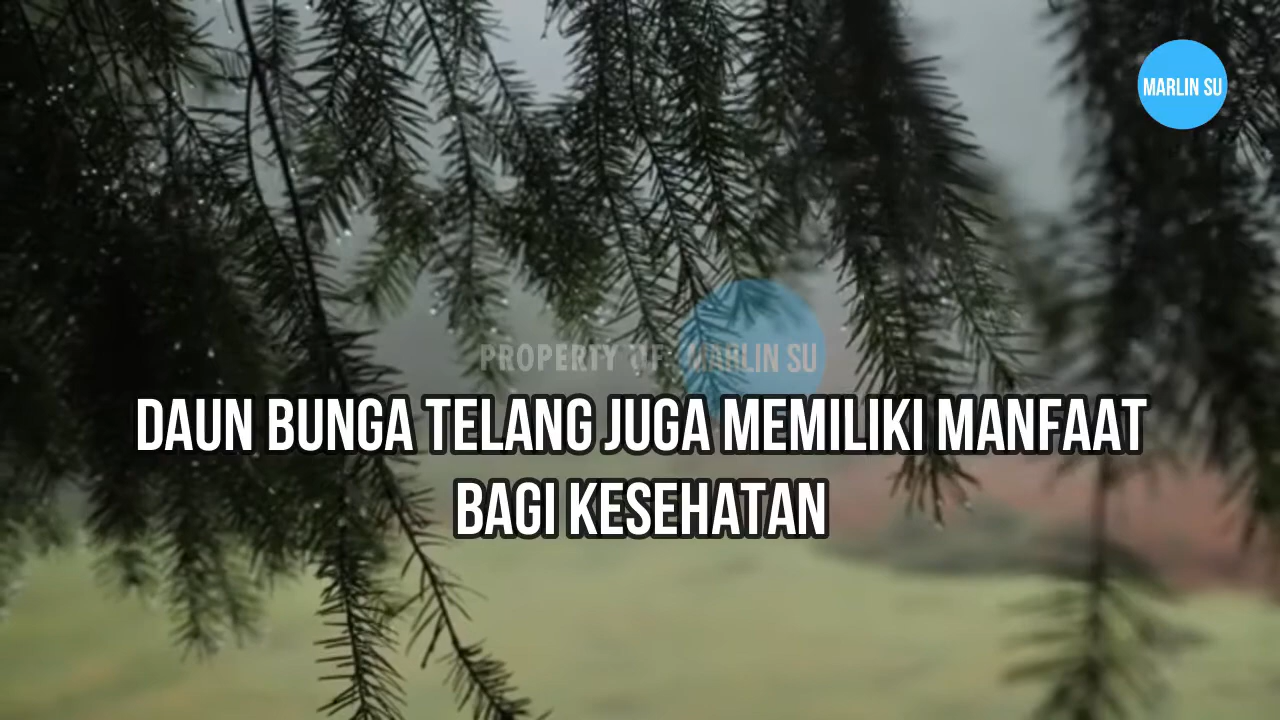 MARLIN SU
PROPERTY OF: MARLIN SU
DAUN BUNGA TELANG JUGA MEMILIKI MANFAAT
BAGI KESEHATAN